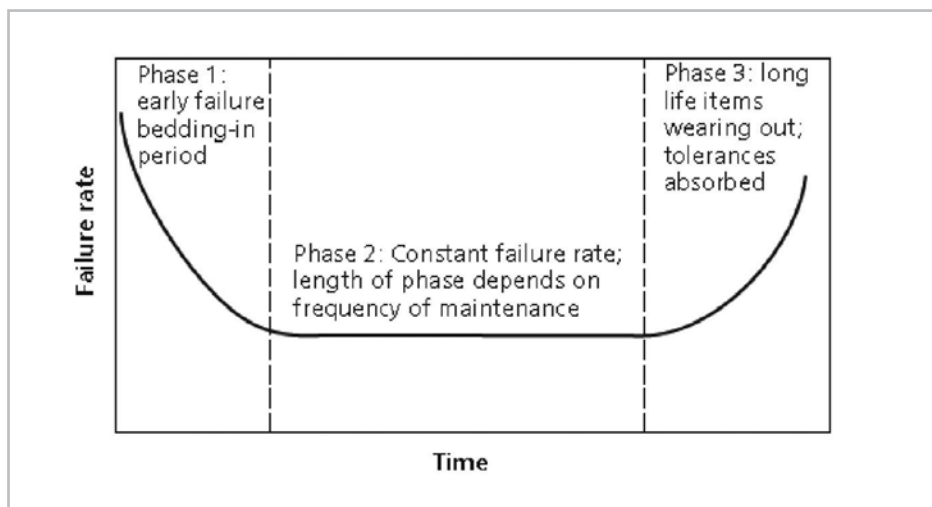 Phase 1:
early failure
bedding-in
period
Phase 3: long
life items
wearing out;
tolerances
absorbed
Phase 2: Constant failure rate;
length of phase depends on
frequency of maintenance
Failure rate
Time